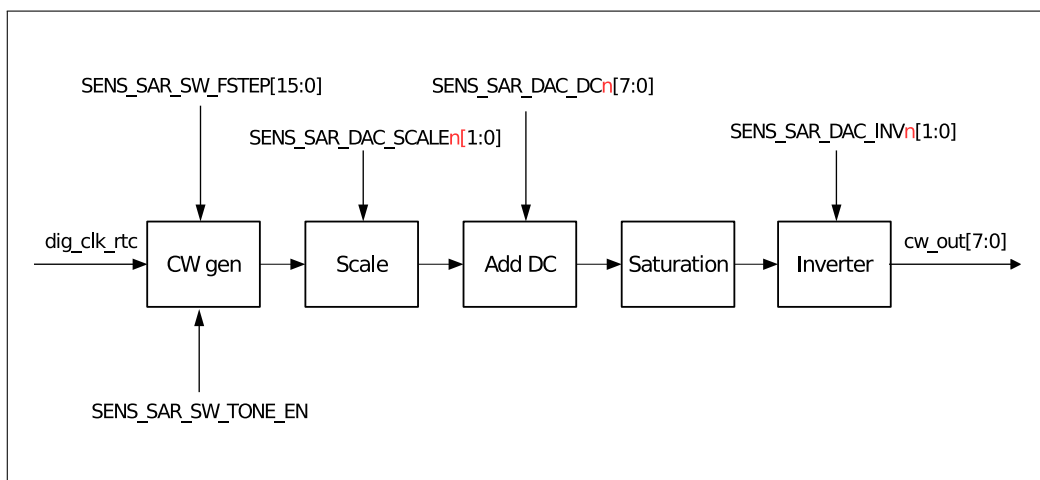 SENS_SAR_SW_FSTEP[15:0]
SENS_SAR_DAC_DCn[7:0]
SENS_SAR_DAC_SCALEn[1:0]
SENS_SAR_DAC_INVn[1:0]
dig_clk_rtc
CW gen
Scale
Add DC
Saturation
Inverter
cw_out[7:0]
SENS_SAR_SW_TONE_EN